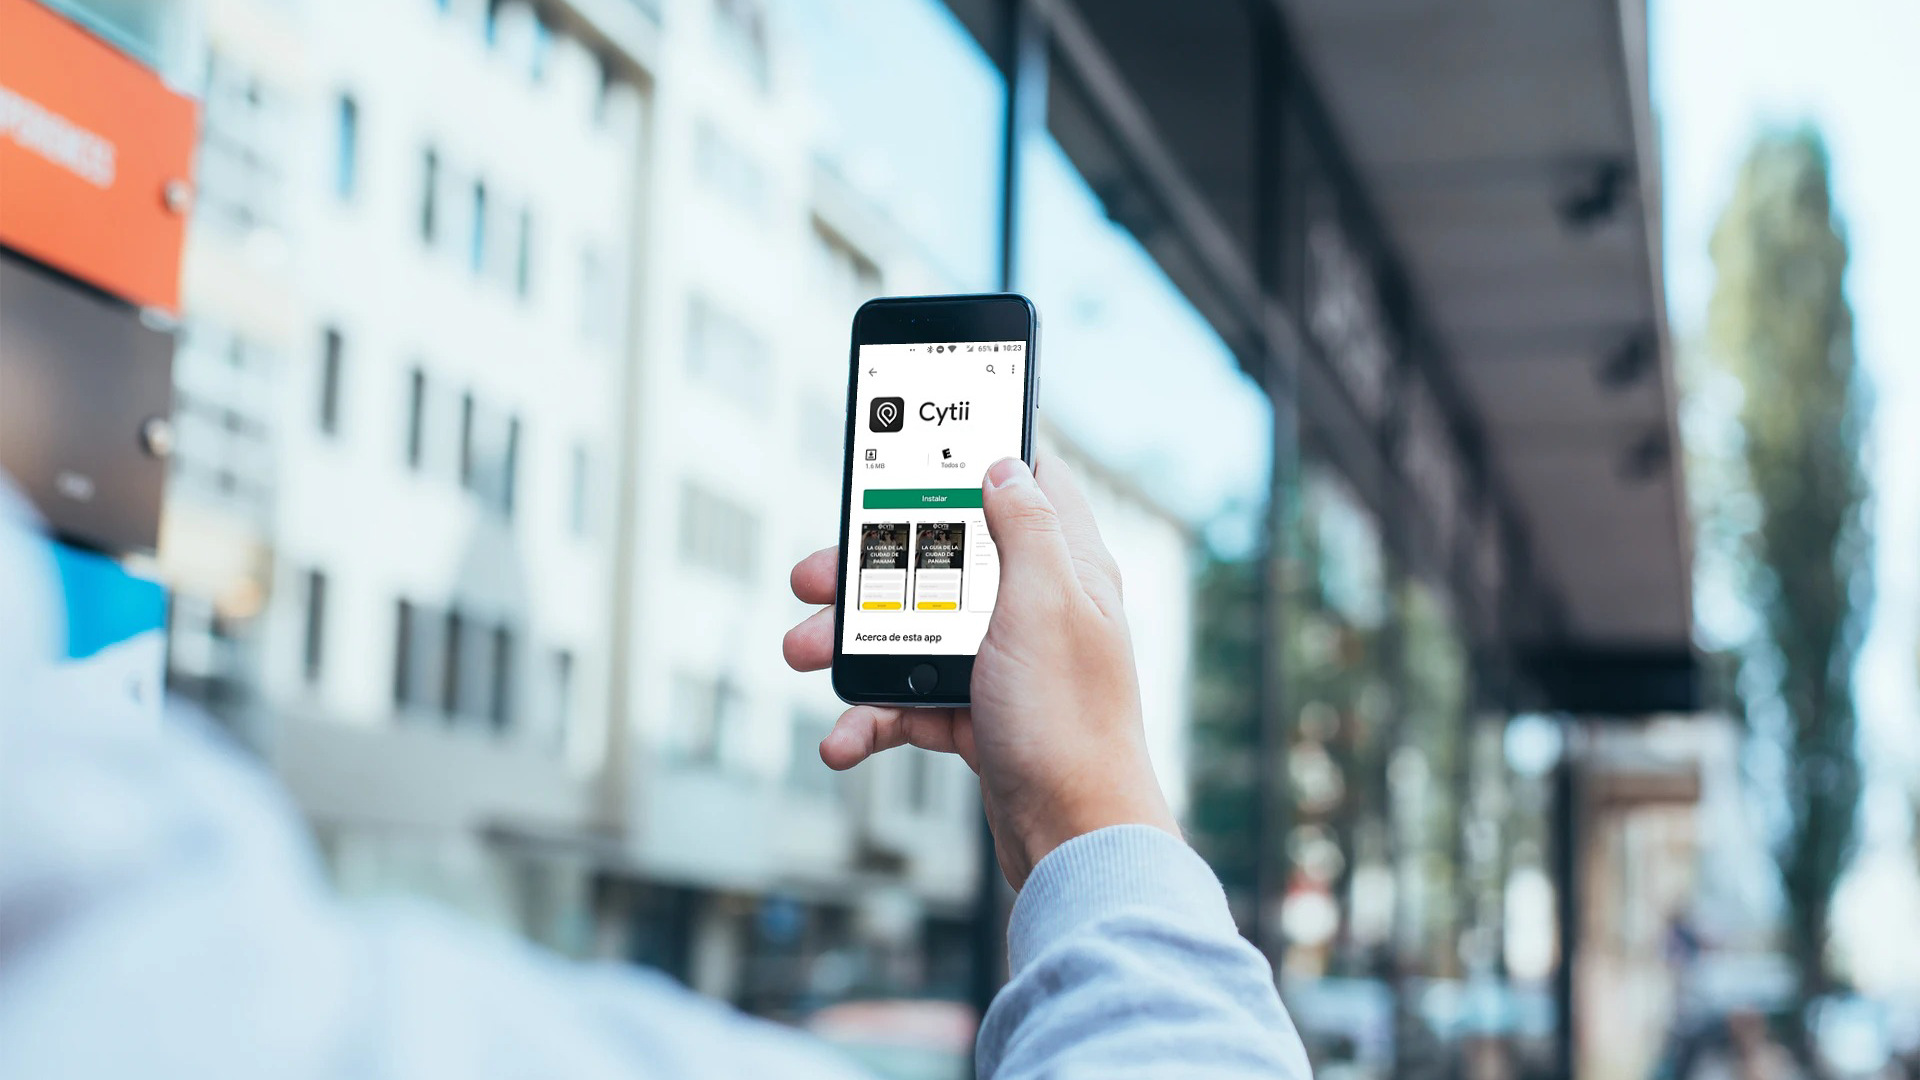 65% 10:23
Cytii
1.6 MB
Todos
Instalar
CYTII
LA GUIA DE LA
CIUDAD DE
PANAMA
CYTII
LA GUIA DE LA
CIUDAD DE
PANAMA
Acerca de esta app